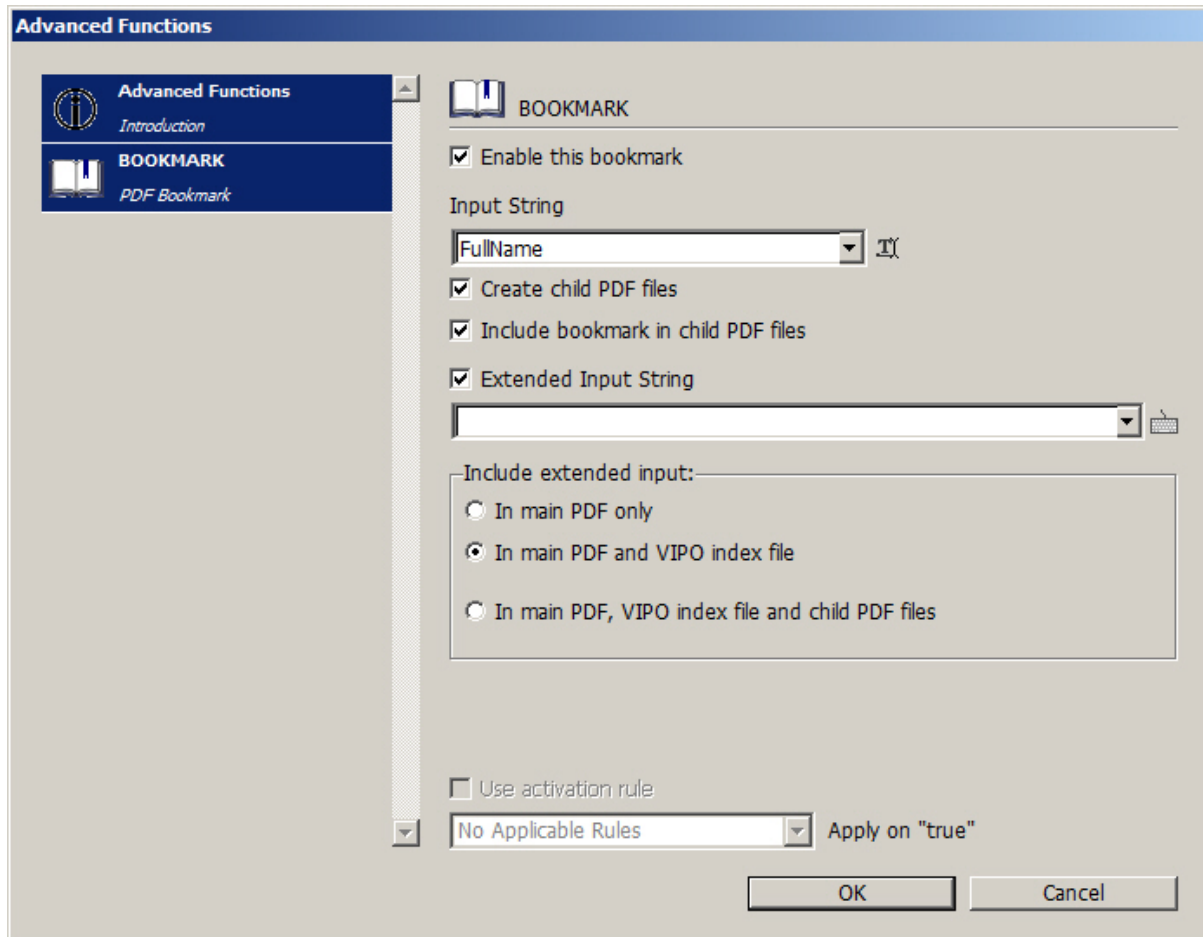 Advanced Functions
Advanced Functions
Introduction
BOOKMARK
PDF Bookmark
BOOKMARK
Enable this bookmark
Input String
FullName
Create child PDF files
Include bookmark in child PDF files
Extended Input String
Include extended input:
In main PDF only
In main PDF and VIPO index file
In main PDF, VIPO index file and child PDF files
Use activation rule
No Applicable Rules Apply on "true"
OK Cancel